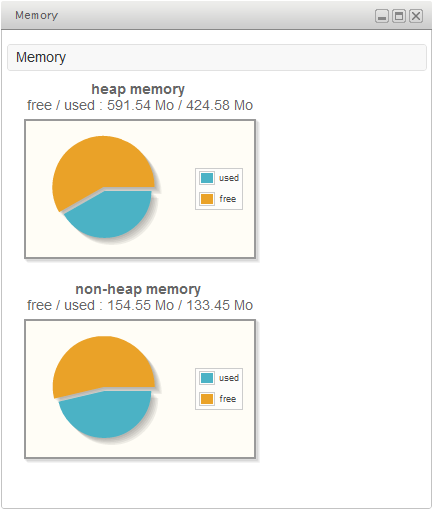 Memory
Memory
heap memory
free / used : 591.54 Mo / 424.58 Mo
used
free
non-heap memory
free / used : 154.55 Mo / 133.45 Mo
used
free